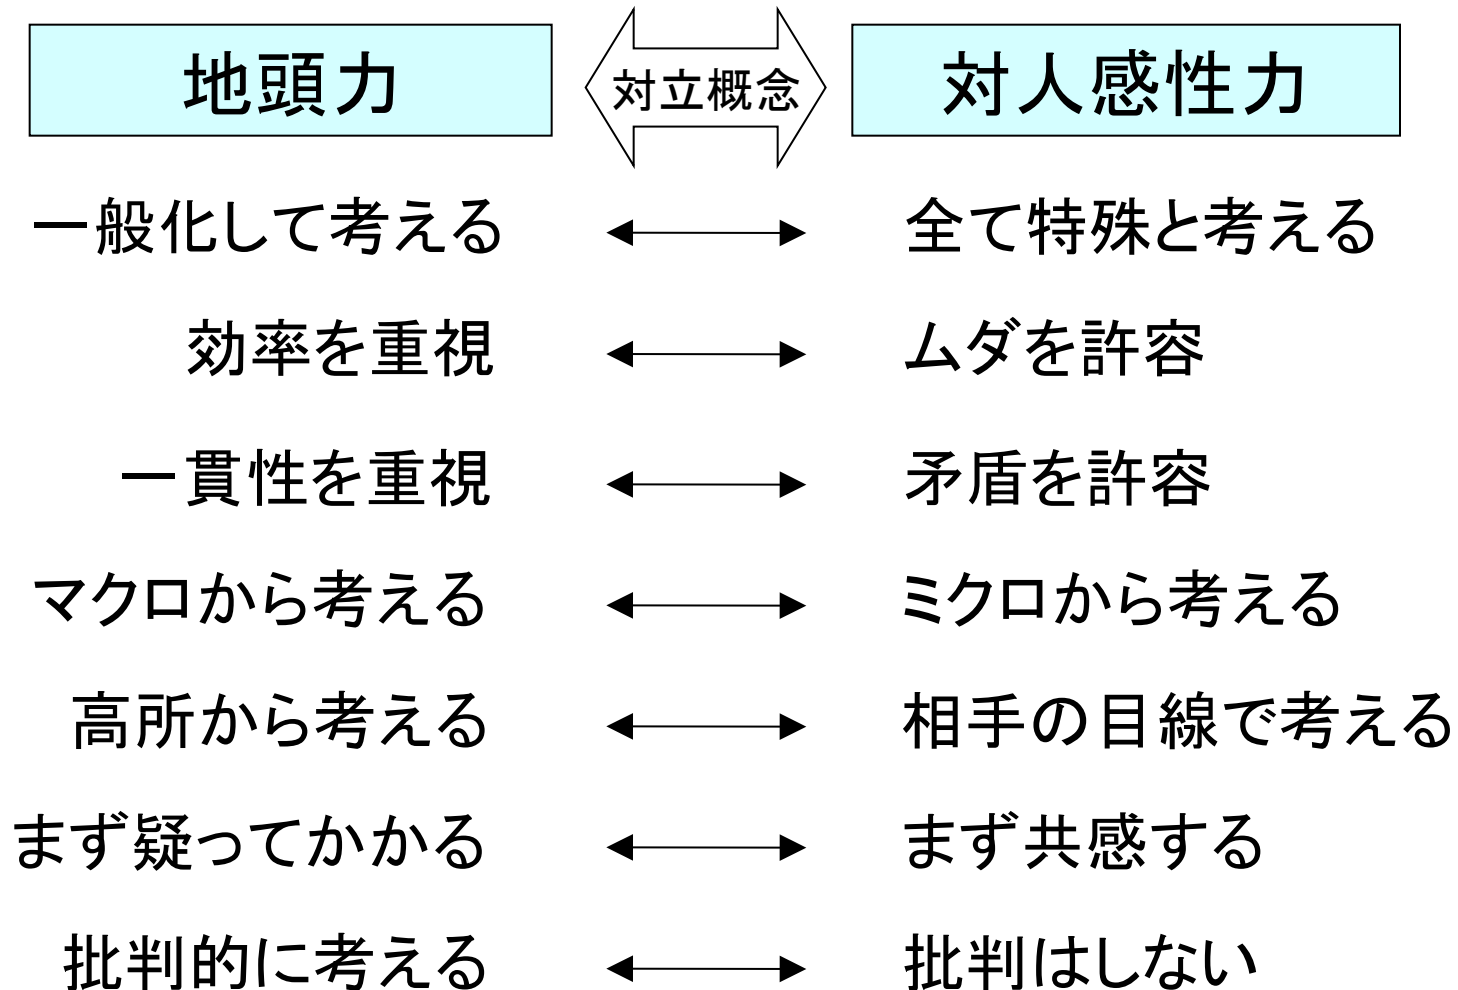 地頭力 対立概念 対人感性力
一般化して考える 全て特殊と考える
効率を重視 ムダを許容
一貫性を重視 矛盾を許容
マクロから考える ミクロから考える
高所から考える 相手の目線で考える
まず疑ってかかる まず共感する
批判的に考える 批判はしない